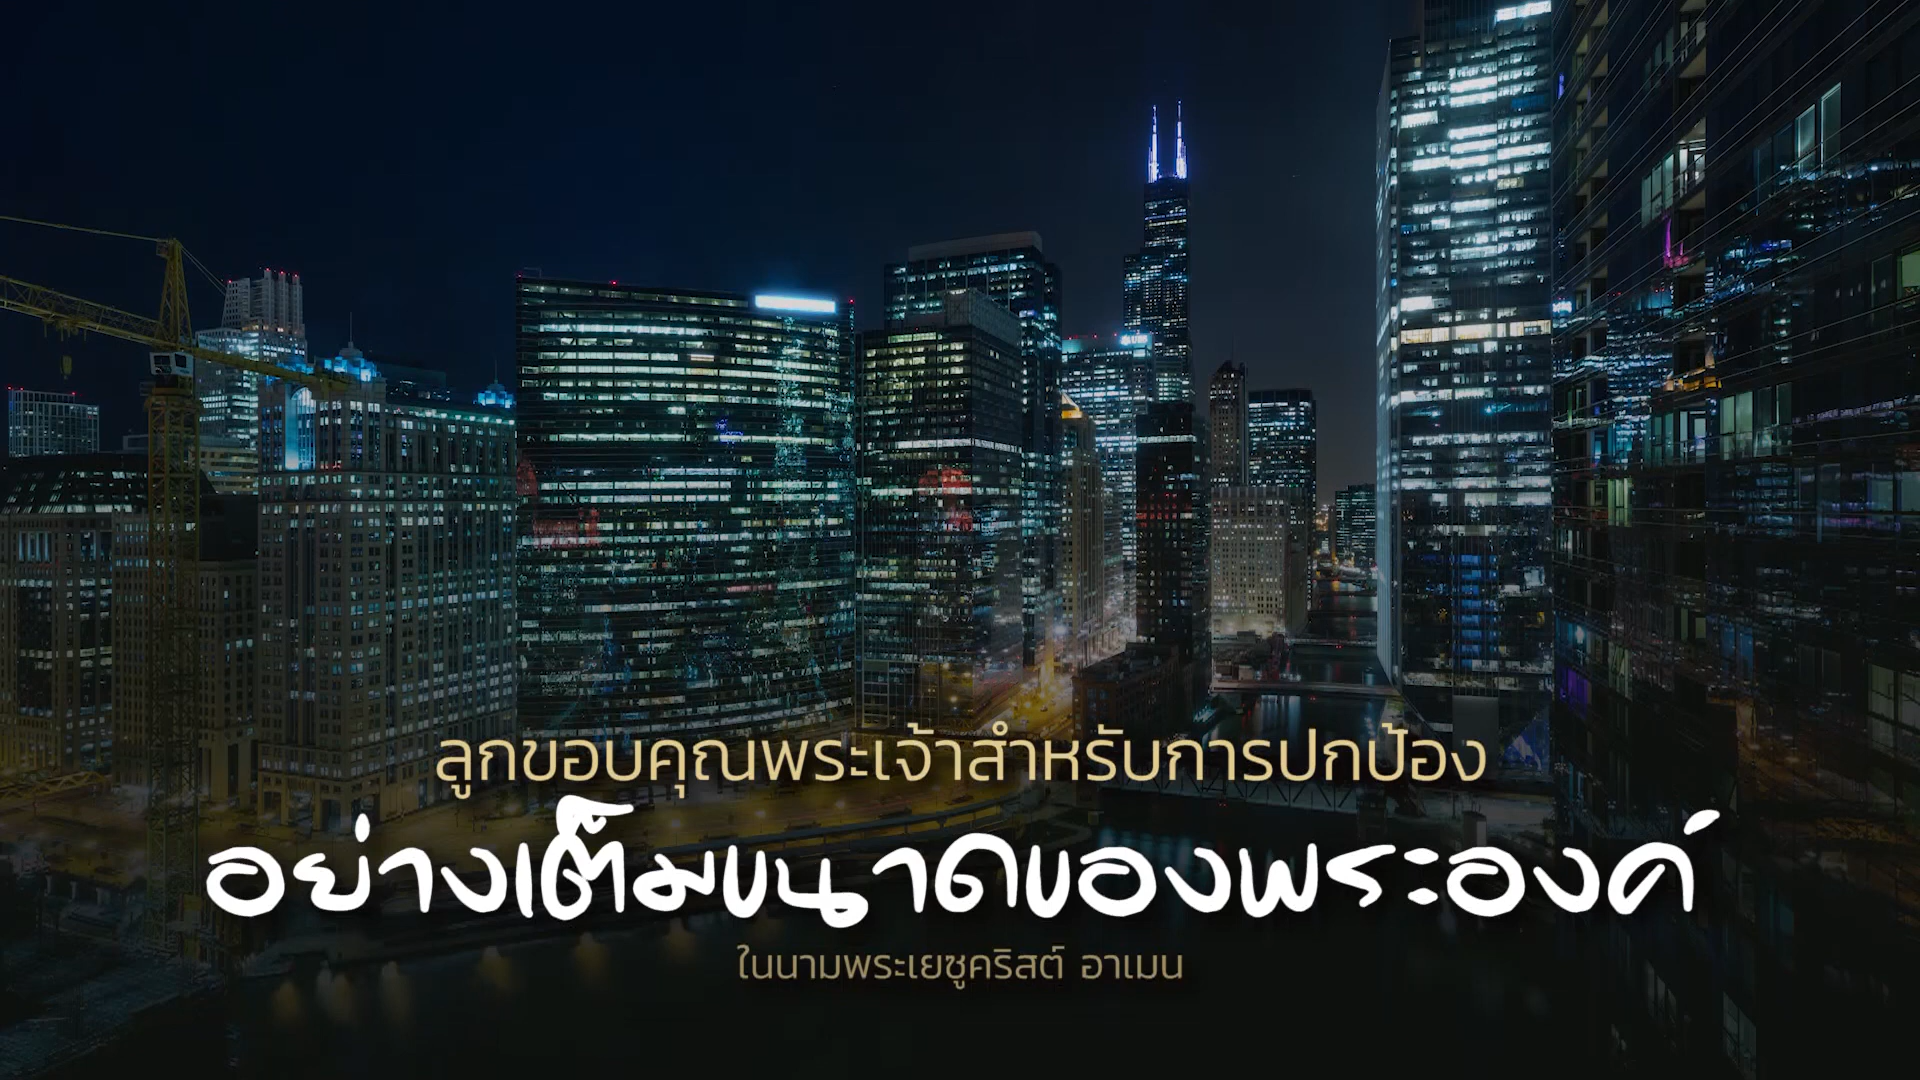 ลูกขอบคุณพระเจ้าสำหรับการปกป้อง
อย่างเต็มขนาดของพระองค์
ในนามพระเยซูคริสต์ อาเมน